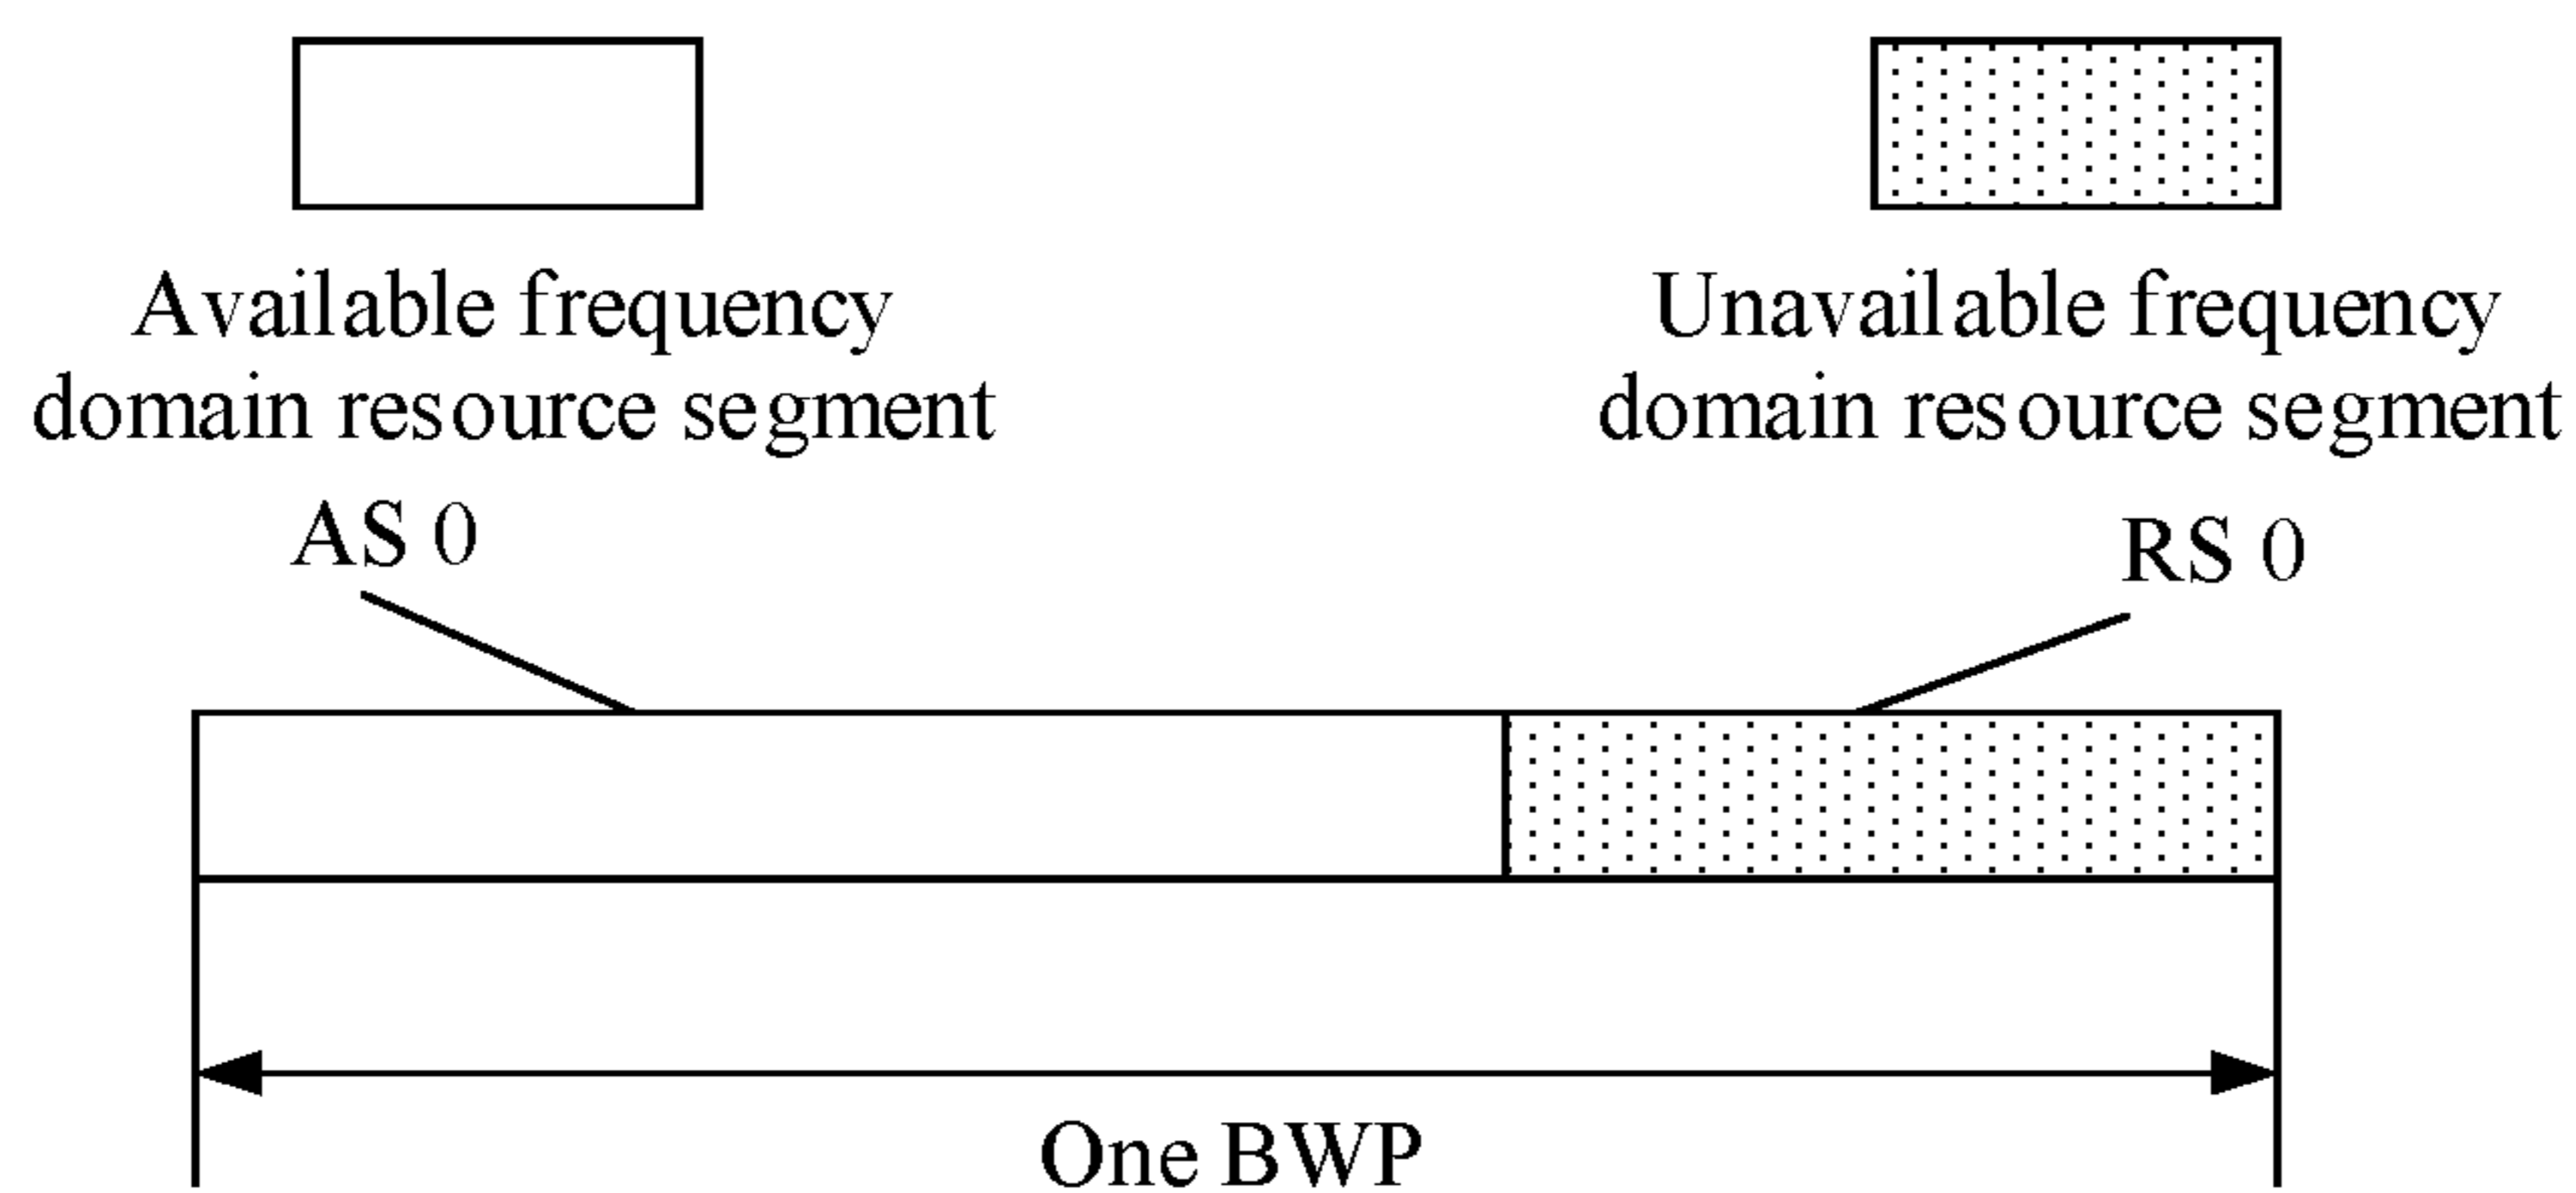 Available frequency
domain resource segment
Unavailable frequency
domain resource segment
AS 0
RS 0
One BWP